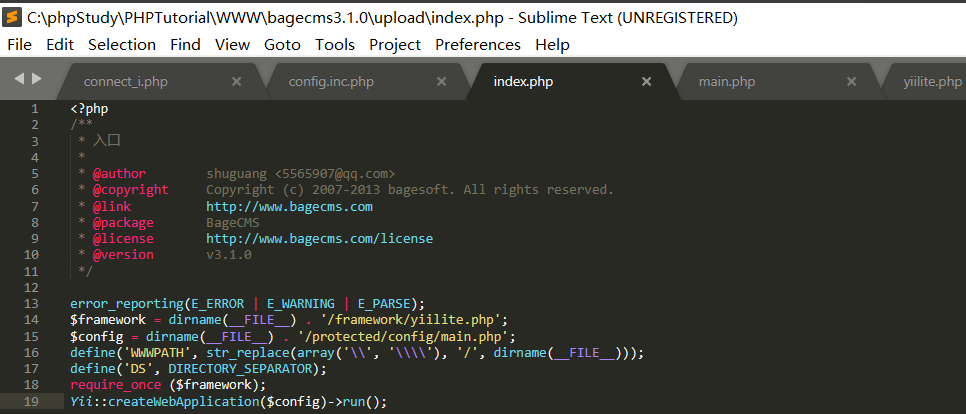 C:\phpStudy\PHPTutorial\WWW\bagecms3.1.0\upload\index.php - Sublime Text (UNREGISTERED)
File Edit Selection Find View Goto Tools Project Preferences Help
connect_i.php × config.inc.php × index.php × main.php × yiilite.php
1 <?php
2 /**
3 * 入口
4 *
5 * @author shuguang <5565907@qq.com>
6 * @copyright Copyright (c) 2007-2013 bagesoft. All rights reserved.
7 * @link http://www.bagecms.com
8 * @package BageCMS
9 * @license http://www.bagecms.com/license
10 * @version v3.1.0
11 */
12
13 error_reporting(E_ERROR | E_WARNING | E_PARSE);
14 $framework = dirname(__FILE__) . '/framework/yiilite.php';
15 $config = dirname(__FILE__) . '/protected/config/main.php';
16 define('WWWPATH', str_replace(array('\\', '\\\\'), '/', dirname(__FILE__)));
17 define('DS', DIRECTORY_SEPARATOR);
18 require_once ($framework);
19 Yii::createWebApplication($config)->run();